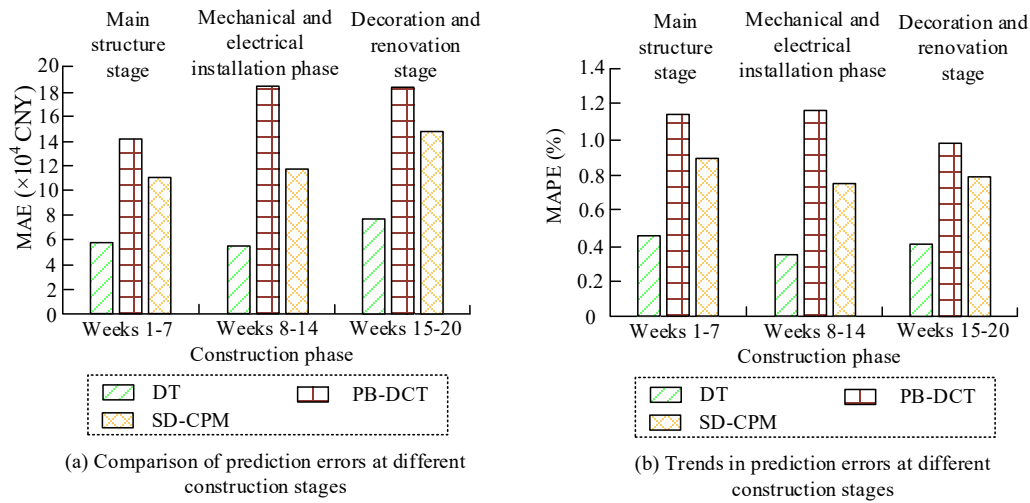 Main
structure
stage
Mechanical and
electrical
installation phase
Decoration and
renovation
stage
20
18
16
14
12
10
8
6
4
2
0
MAE (×10⁴ CNY)
Weeks 1-7
Weeks 8-14
Weeks 15-20
Construction phase
DT
PB-DCT
SD-CPM
(a) Comparison of prediction errors at different
construction stages
Main
structure
stage
Mechanical and
electrical
installation phase
Decoration and
renovation
stage
1.4
1.2
1.0
0.8
0.6
0.4
0.2
0
MAPE (%)
Weeks 1-7
Weeks 8-14
Weeks 15-20
Construction phase
DT
PB-DCT
SD-CPM
(b) Trends in prediction errors at different
construction stages